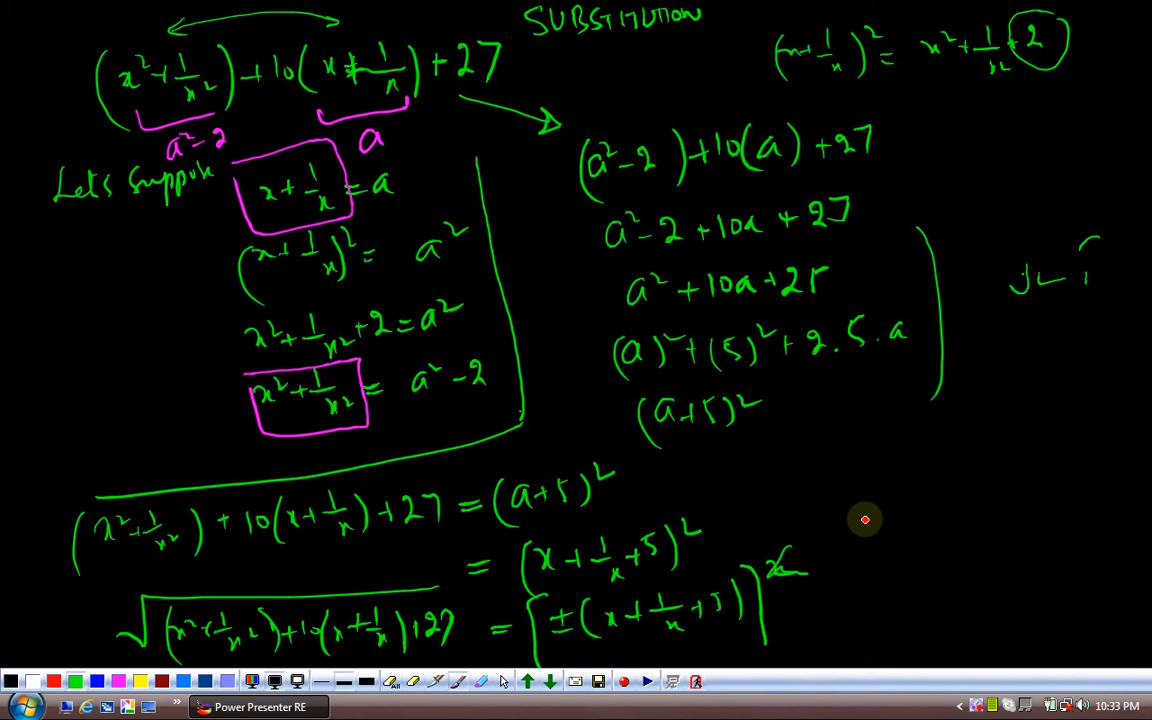 SUBSTITUTION
(x²+1/x²)+10(x+1/x)+27
(x+1/x)² = x²+1/x²+2
a²-2
a
Let's Suppose x+1/x = a
(x+1/x)² = a²
x²+1/x²+2 = a²
x²+1/x² = a²-2
(a²-2)+10(a)+27
a²-2+10a+27
a²+10a+25
(a)²+(5)²+2.5.a
(a+5)²
(x²+1/x²)+10(x+1/x)+27 = (a+5)²
= (x+1/x+5)²
√(x²+1/x²)+10(x+1/x)+27 = [±(x+1/x+5)]
Power Presenter RE
10:33 PM